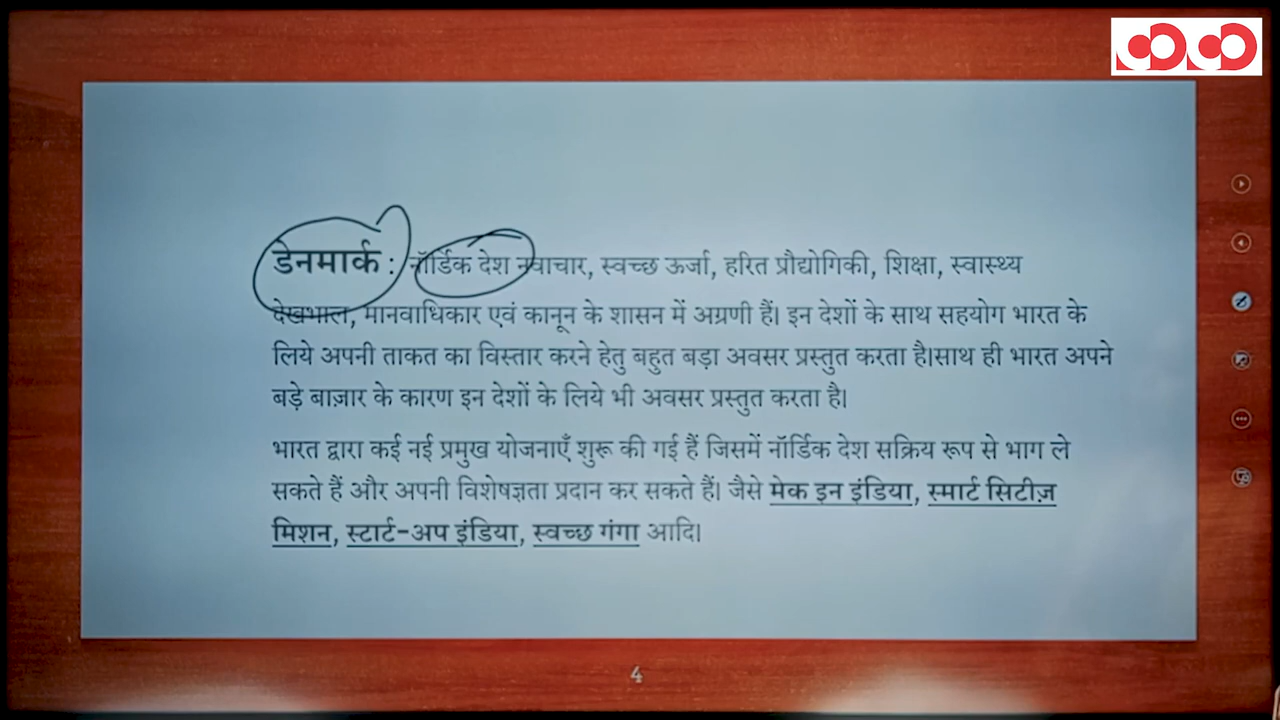 डेनमार्क : नॉर्डिक देश नवाचार, स्वच्छ ऊर्जा, हरित प्रौद्योगिकी, शिक्षा, स्वास्थ्य
देखभाल, मानवाधिकार एवं कानून के शासन में अग्रणी हैं। इन देशों के साथ सहयोग भारत के
लिये अपनी ताकत का विस्तार करने हेतु बहुत बड़ा अवसर प्रस्तुत करता है।साथ ही भारत अपने
बड़े बाज़ार के कारण इन देशों के लिये भी अवसर प्रस्तुत करता है।
भारत द्वारा कई नई प्रमुख योजनाएँ शुरू की गई हैं जिसमें नॉर्डिक देश सक्रिय रूप से भाग ले
सकते हैं और अपनी विशेषज्ञता प्रदान कर सकते हैं। जैसे मेक इन इंडिया, स्मार्ट सिटीज़
मिशन, स्टार्ट-अप इंडिया, स्वच्छ गंगा आदि।
4